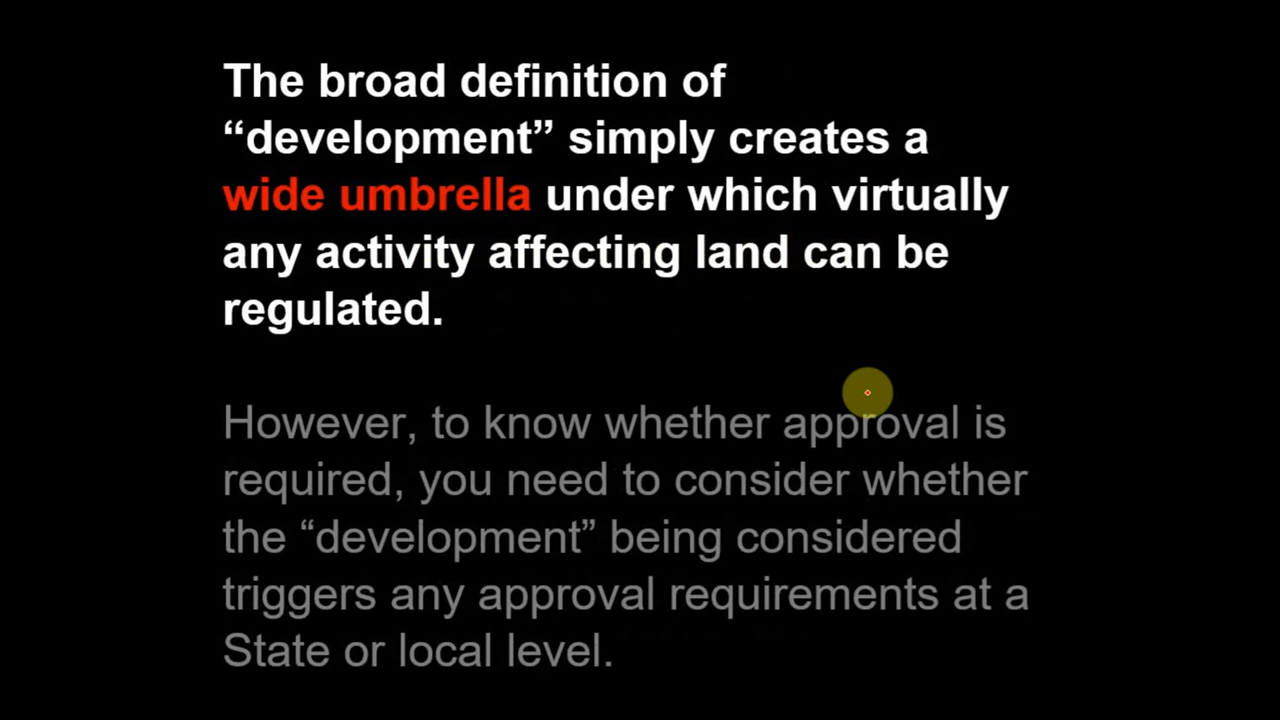 The broad definition of
“development” simply creates a
wide umbrella under which virtually
any activity affecting land can be
regulated.
However, to know whether approval is
required, you need to consider whether
the “development” being considered
triggers any approval requirements at a
State or local level.